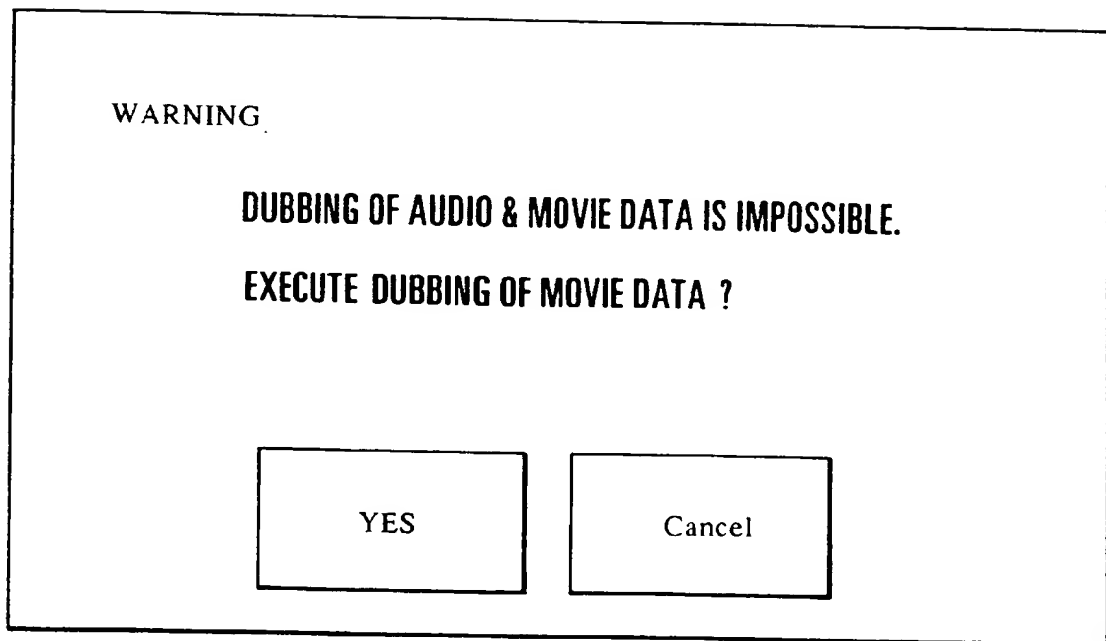 WARNING
DUBBING OF AUDIO & MOVIE DATA IS IMPOSSIBLE.
EXECUTE DUBBING OF MOVIE DATA ?
YES
Cancel